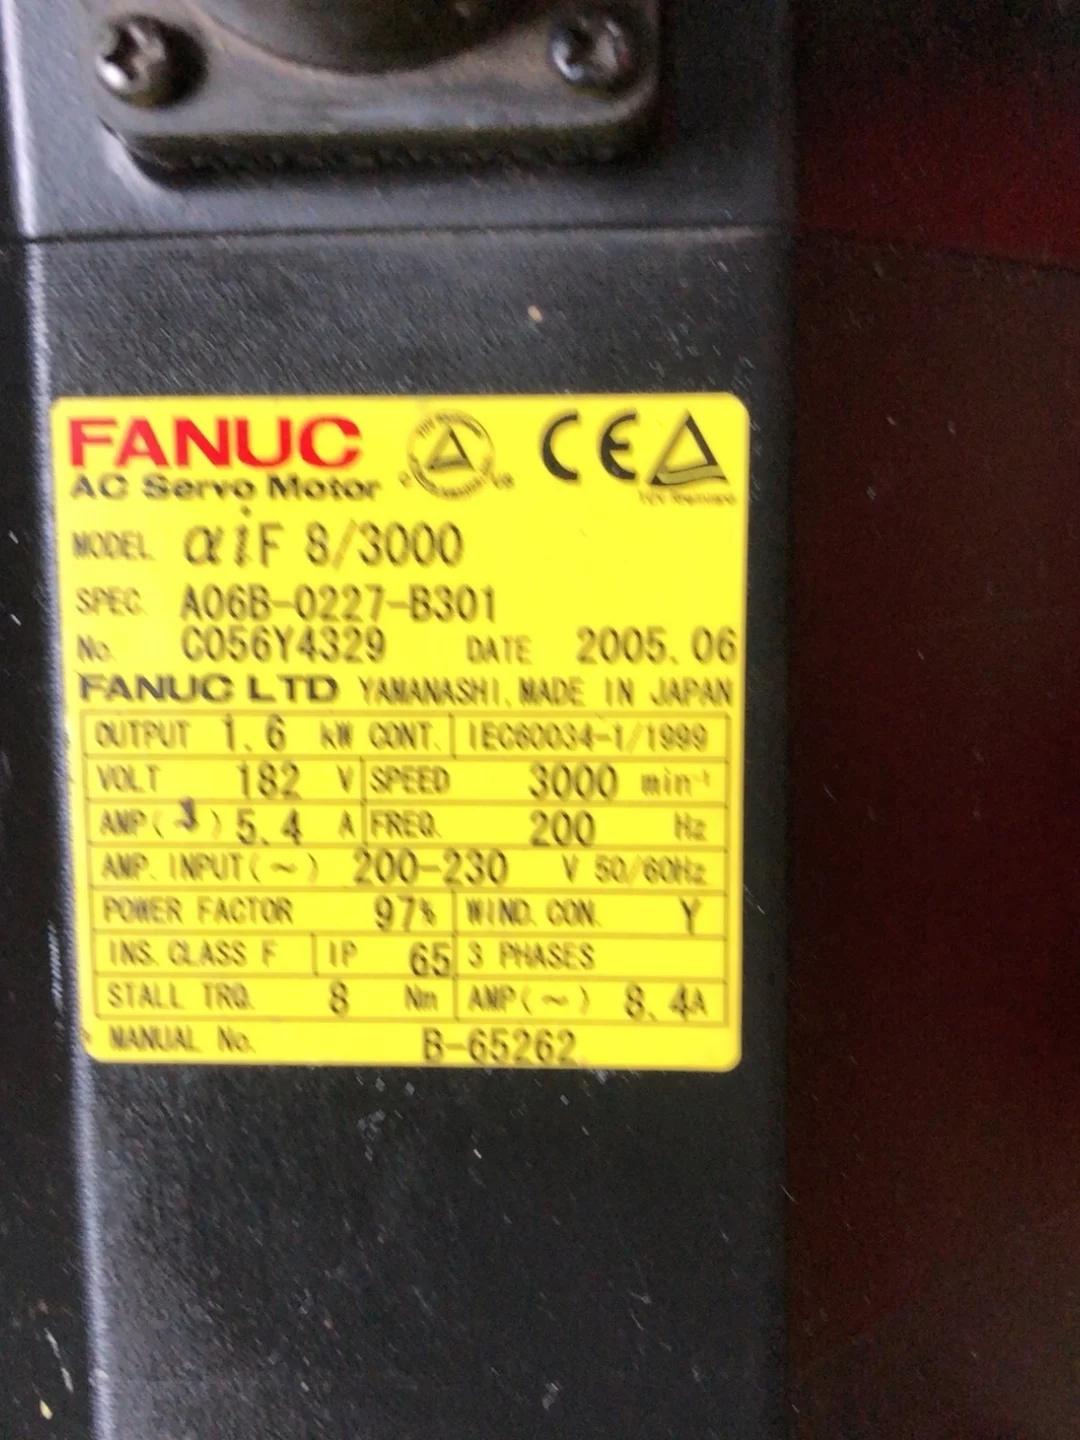 FANUC
CE
AC Servo Motor
MODEL αiF 8/3000
SPEC. A06B-0227-B301
No. C056Y4329 DATE 2005.06
FANUC LTD YAMANASHI, MADE IN JAPAN
OUTPUT 1.6 kW CONT. IEC60034-1/1999
VOLT 182 V SPEED 3000 min⁻¹
AMP(~) 5.4 A FREQ. 200 Hz
AMP. INPUT(~) 200-230 V 50/60Hz
POWER FACTOR 97% WIND. CON. Y
INS. CLASS F IP 65 3 PHASES
STALL TRQ. 8 Nm AMP(~) 8.4A
MANUAL No. B-65262